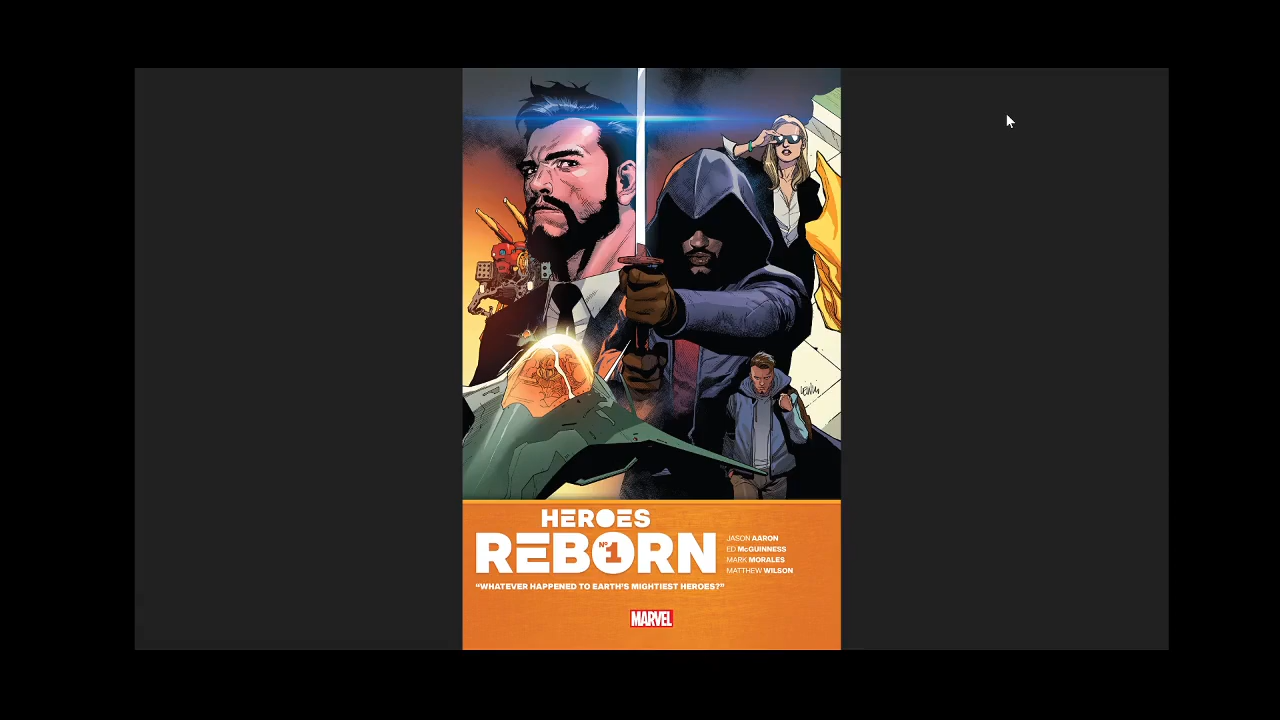 HEROES
REBORN
Nº1
JASON AARON
ED McGUINNESS
MARK MORALES
MATTHEW WILSON
"WHATEVER HAPPENED TO EARTH'S MIGHTIEST HEROES?"
MARVEL